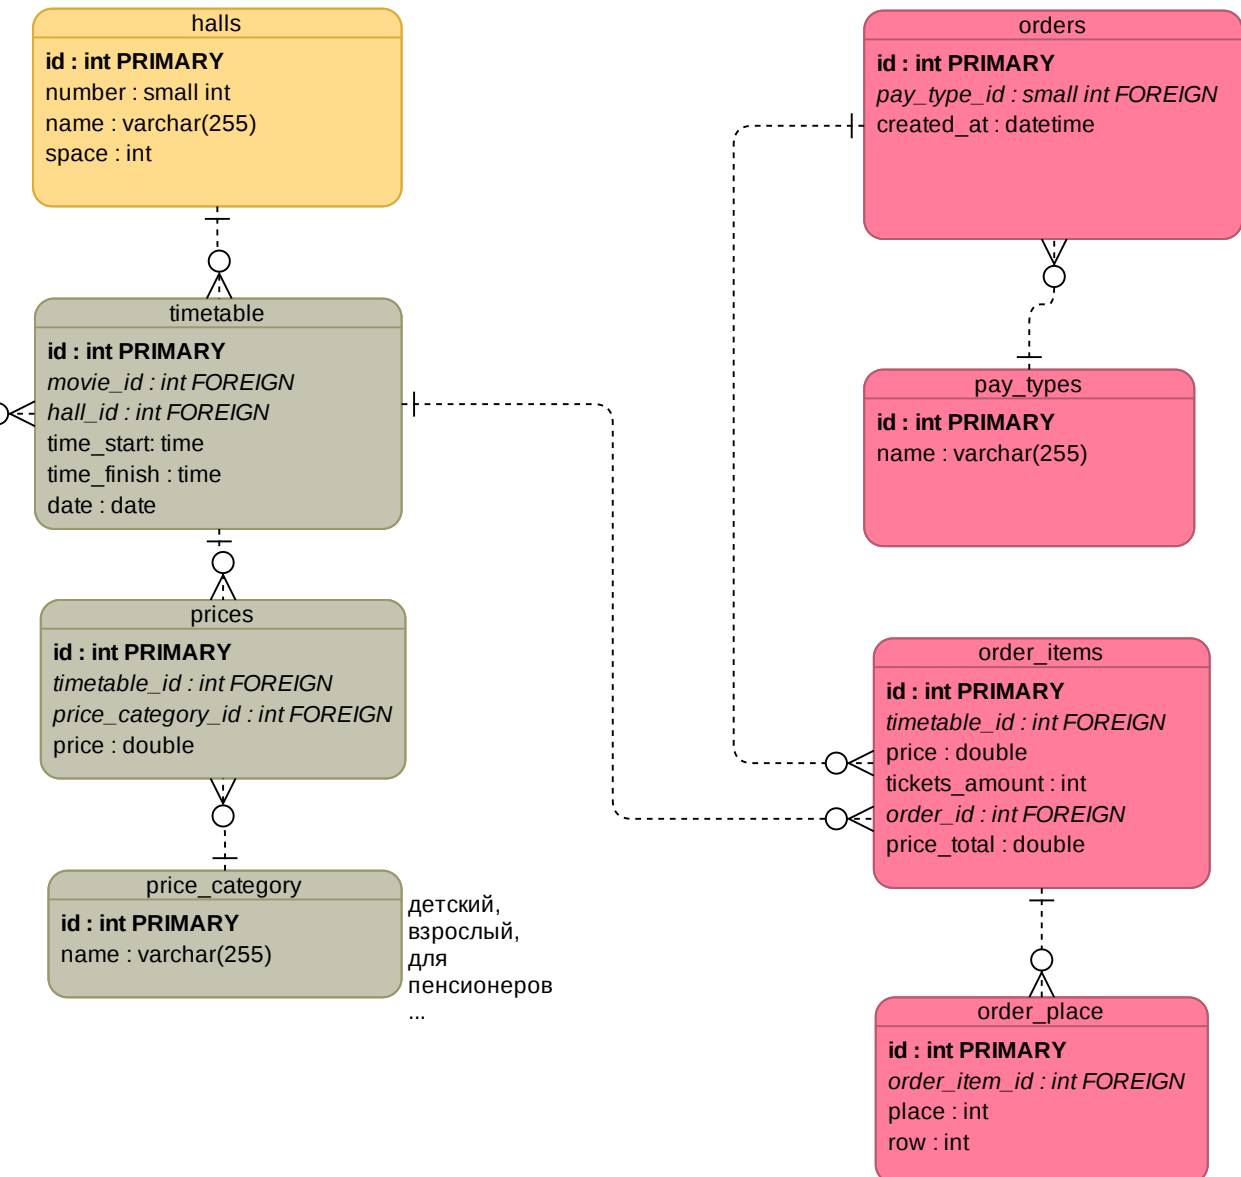 halls
id : int PRIMARY
number : small int
name : varchar(255)
space : int
timetable
id : int PRIMARY
movie_id : int FOREIGN
hall_id : int FOREIGN
time_start: time
time_finish : time
date : date
prices
id : int PRIMARY
timetable_id : int FOREIGN
price_category_id : int FOREIGN
price : double
price_category
id : int PRIMARY
name : varchar(255)
детский,
взрослый,
для
пенсионеров
...
orders
id : int PRIMARY
pay_type_id : small int FOREIGN
created_at : datetime
pay_types
id : int PRIMARY
name : varchar(255)
order_items
id : int PRIMARY
timetable_id : int FOREIGN
price : double
tickets_amount : int
order_id : int FOREIGN
price_total : double
order_place
id : int PRIMARY
order_item_id : int FOREIGN
place : int
row : int